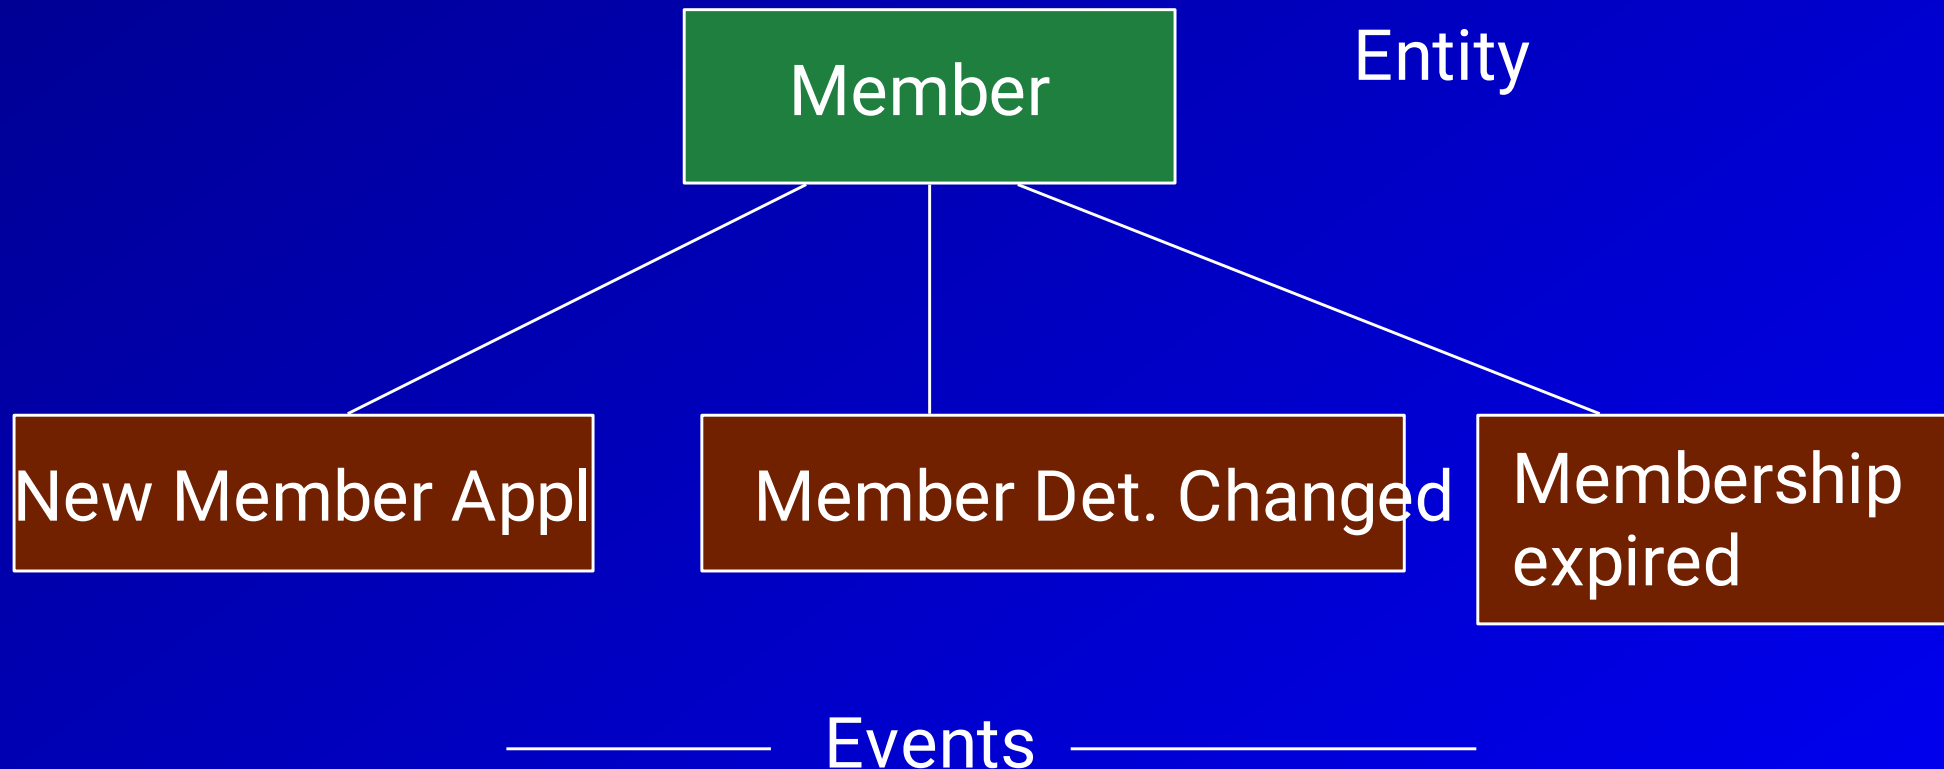 Member
Entity
New Member Appl
Member Det. Changed
Membership
expired
Events